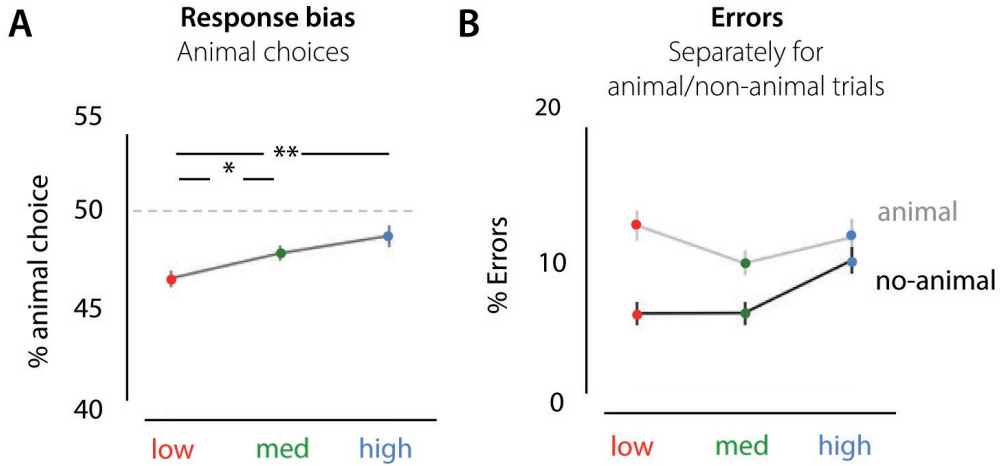 A
Response bias
Animal choices
% animal choice
55
50
45
40
**
*
low med high
B
Errors
Separately for
animal/non-animal trials
% Errors
20
10
0
animal
no-animal
low med high